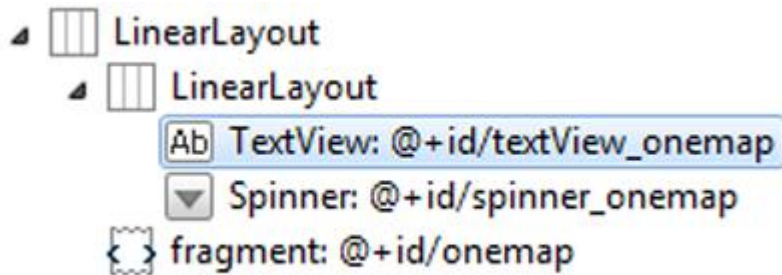 LinearLayout
LinearLayout
Ab TextView: @+id/textView_onemap
Spinner: @+id/spinner_onemap
fragment: @+id/onemap